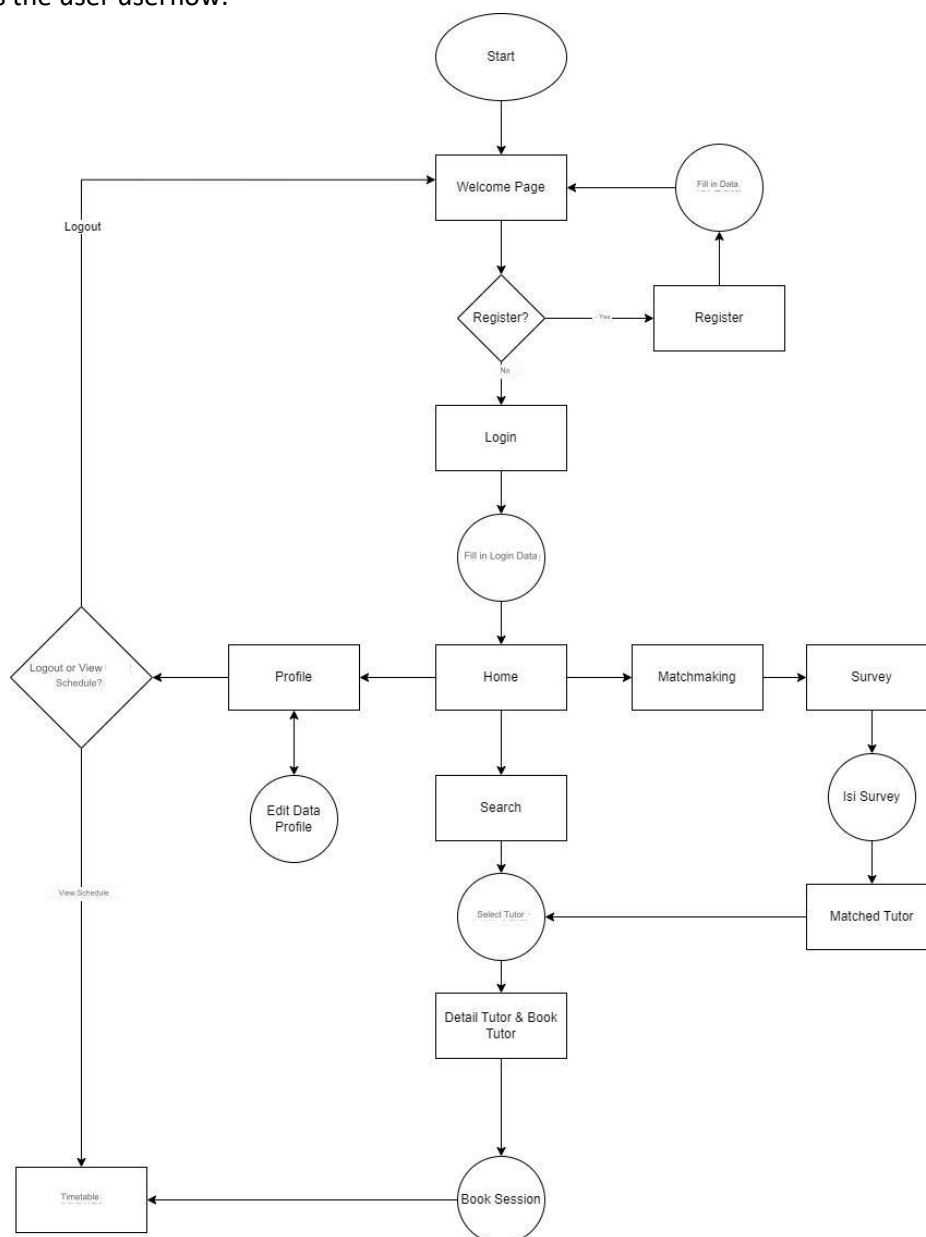 s the user userflow.
Start
Welcome Page
Fill in Data
Logout
Register?
Yes
Register
No
Login
Fill in Login Data
Logout or View
Schedule?
Profile
Home
Matchmaking
Survey
Edit Data
Profile
Search
Isi Survey
View Schedule
Select Tutor
Matched Tutor
Detail Tutor & Book
Tutor
Timetable
Book Session